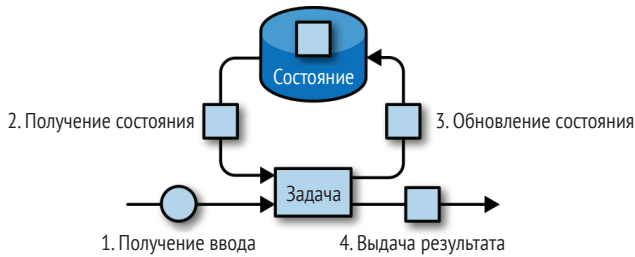 Состояние
2. Получение состояния
3. Обновление состояния
Задача
1. Получение ввода
4. Выдача результата